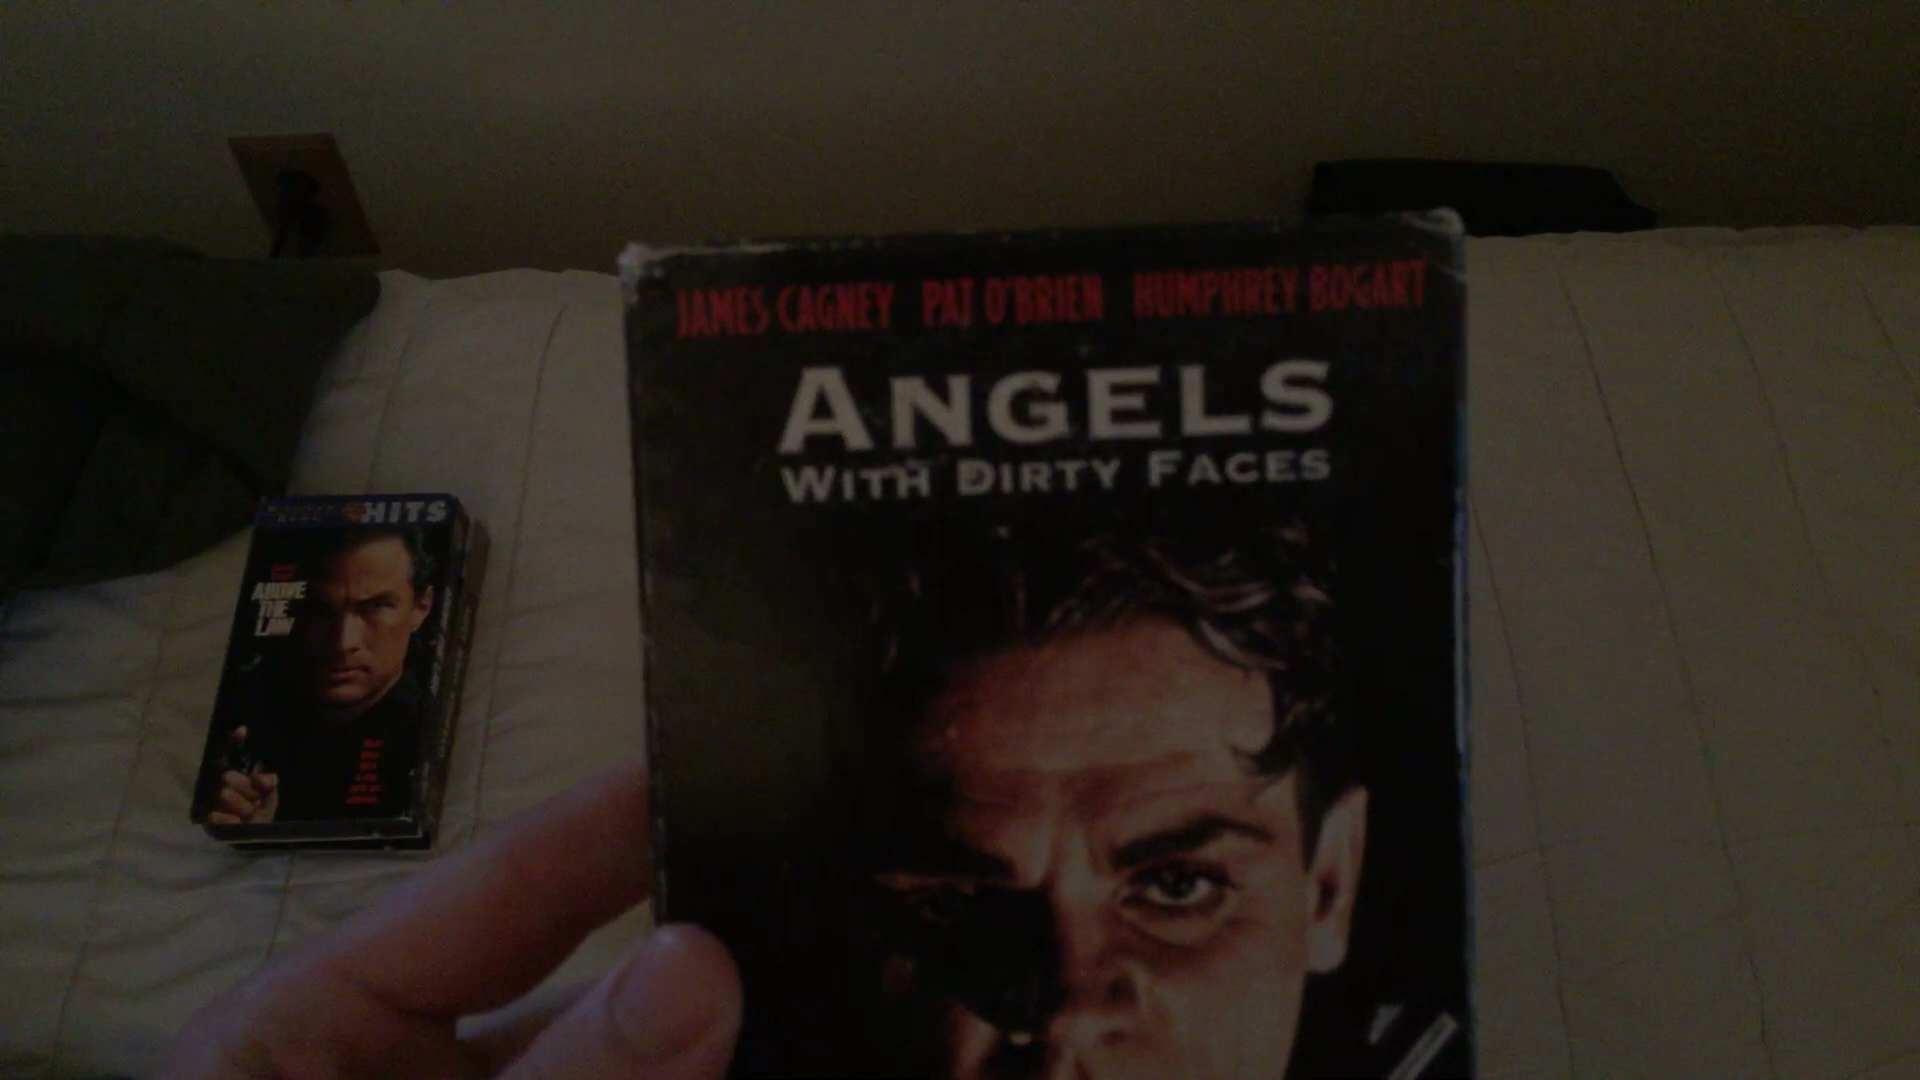 JAMES CAGNEY PAT O'BRIEN HUMPHREY BOGART
ANGELS
WITH DIRTY FACES
HITS
ABOVE
THE
LAW